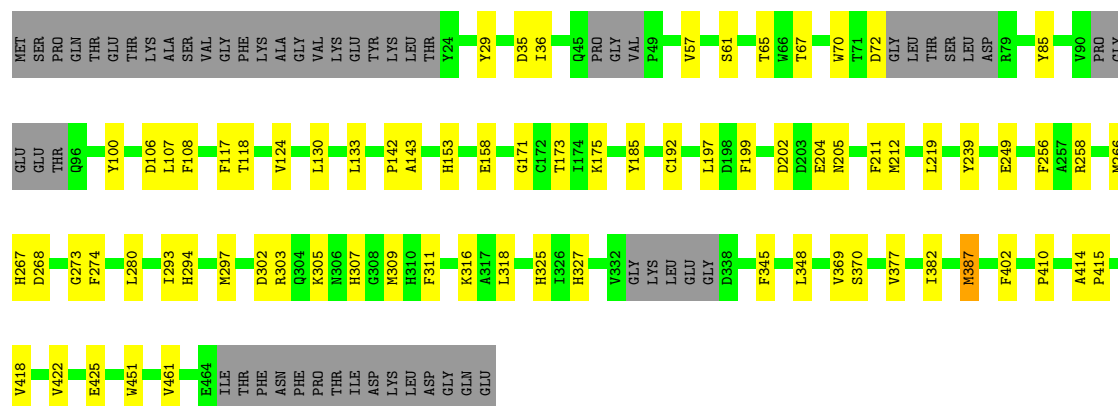 MET SER PRO GLN THR GLU THR LYS ALA SER VAL GLY PHE LYS ALA GLY VAL LYS GLU TYR LYS LEU THR Y24 Y29 D35 I36 Q45 PRO GLY VAL P49 V57 S61 T65 W66 T67 W70 T71 D72 GLY LEU THR SER LEU ASP R79 Y85 V90 PRO GLY
GLU GLU THR Q96 Y100 D106 L107 F108 F117 T118 V124 L130 L133 P142 A143 H153 E158 G171 C172 T173 I174 K175 Y185 C192 L197 D198 F199 D202 D203 E204 N205 F211 M212 L219 Y239 E249 F256 A257 R258 M266
H267 D268 G273 F274 L280 I293 H294 M297 D302 R303 Q304 K305 N306 H307 G308 M309 H310 F311 K316 A317 L318 H325 I326 H327 V332 GLY LYS LEU GLU GLY D338 F345 L348 V369 S370 V377 I382 M387 F402 P410 A414 P415
V418 V422 E425 W451 V461 E464 ILE THR PHE ASN PHE PRO THR ILE ASP LYS LEU ASP GLY GLN GLU